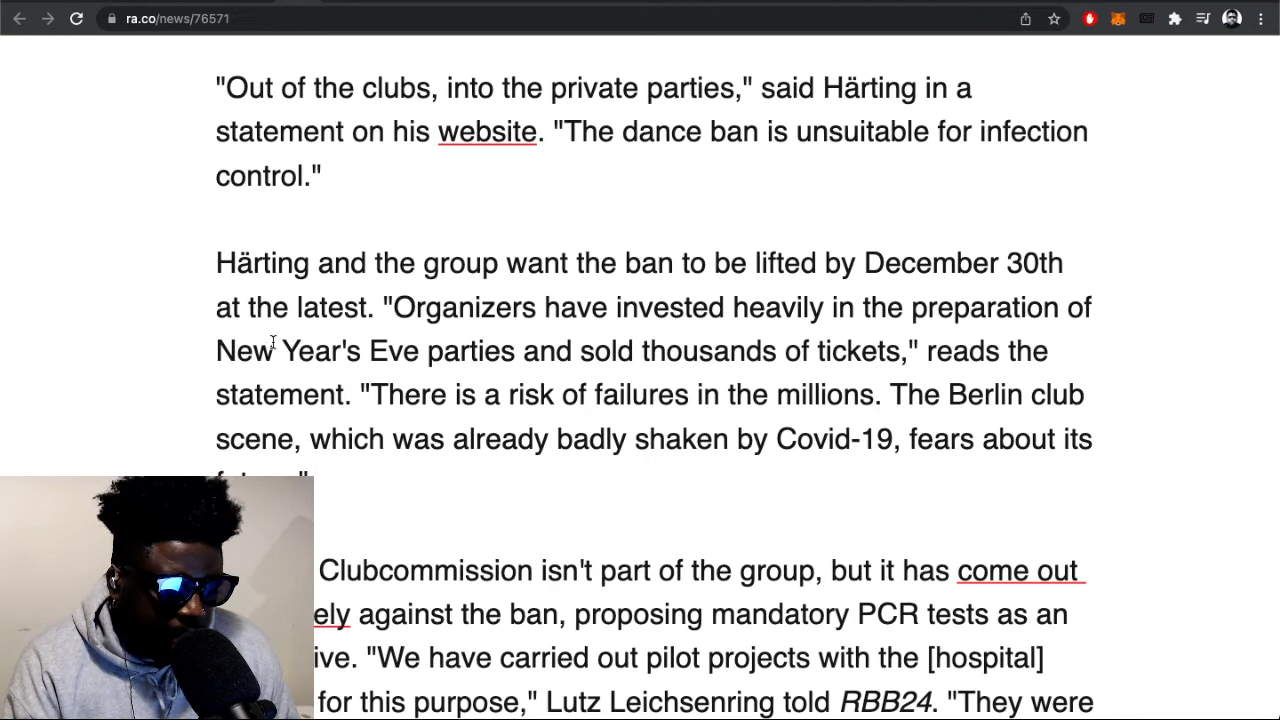 ra.co/news/76571
"Out of the clubs, into the private parties," said Härting in a
statement on his website. "The dance ban is unsuitable for infection
control."
Härting and the group want the ban to be lifted by December 30th
at the latest. "Organizers have invested heavily in the preparation of
New Year's Eve parties and sold thousands of tickets," reads the
statement. "There is a risk of failures in the millions. The Berlin club
scene, which was already badly shaken by Covid-19, fears about its
Clubcommission isn't part of the group, but it has come out
ely against the ban, proposing mandatory PCR tests as an
ive. "We have carried out pilot projects with the [hospital]
for this purpose," Lutz Leichsenring told RBB24. "They were